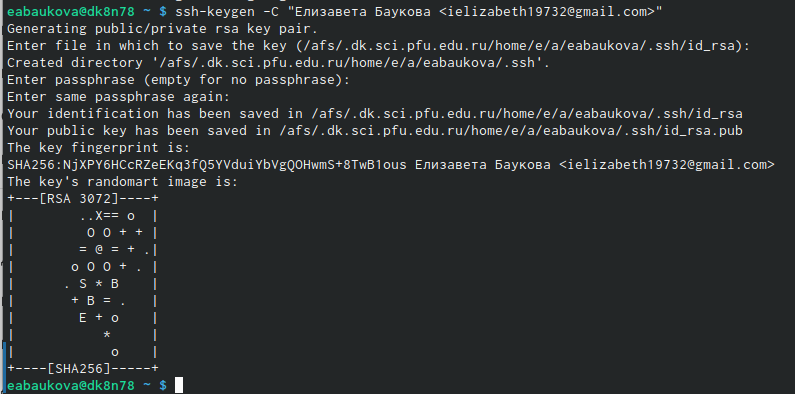 eabaukova@dk8n78 ~ $ ssh-keygen -C "Елизавета Баукова <ielizabeth19732@gmail.com>"
Generating public/private rsa key pair.
Enter file in which to save the key (/afs/.dk.sci.pfu.edu.ru/home/e/a/eabaukova/.ssh/id_rsa):
Created directory '/afs/.dk.sci.pfu.edu.ru/home/e/a/eabaukova/.ssh'.
Enter passphrase (empty for no passphrase):
Enter same passphrase again:
Your identification has been saved in /afs/.dk.sci.pfu.edu.ru/home/e/a/eabaukova/.ssh/id_rsa
Your public key has been saved in /afs/.dk.sci.pfu.edu.ru/home/e/a/eabaukova/.ssh/id_rsa.pub
The key fingerprint is:
SHA256:NjXPY6HCcRZeEKq3fQ5YVduiYbVgQOHwmS+8TwB1ous Елизавета Баукова <ielizabeth19732@gmail.com>
The key's randomart image is:
+---[RSA 3072]----+
|        ..X== o  |
|         O O + + |
|        = @ = + .|
|       o O O + . |
|      . S * B    |
|       + B = .   |
|        E + o    |
|           *     |
|            o    |
+----[SHA256]-----+
eabaukova@dk8n78 ~ $